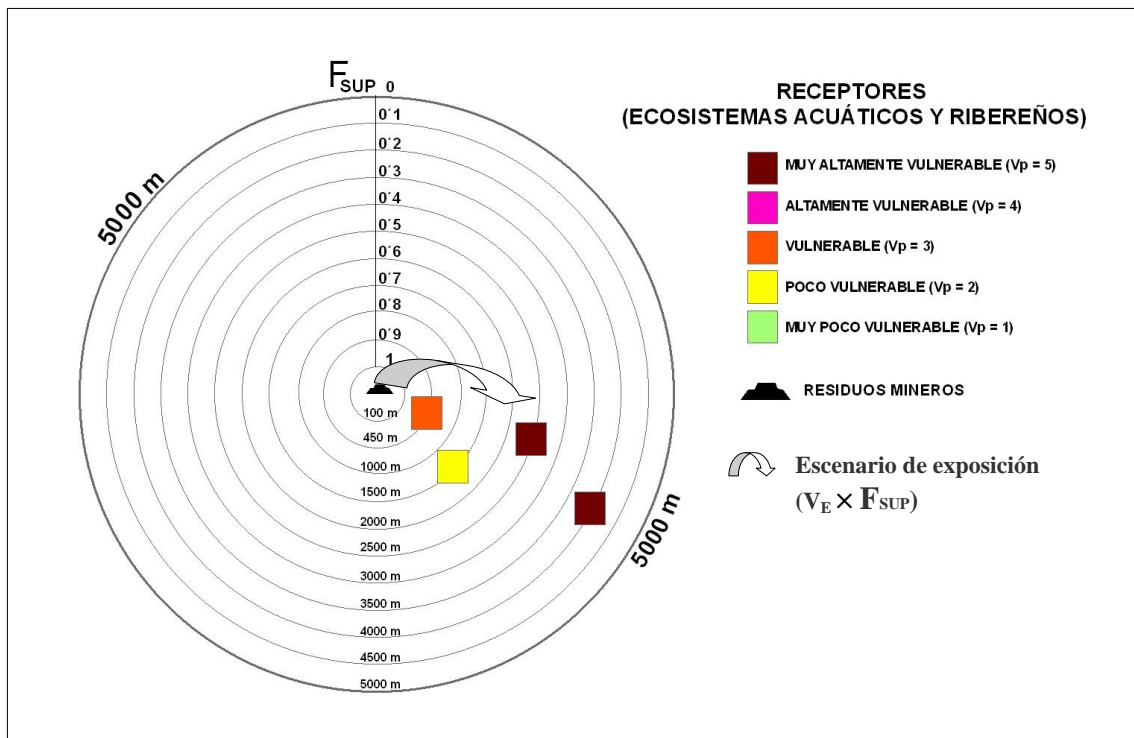 F SUP 0
0´1
0´2
0´3
0´4
0´5
0´6
0´7
0´8
0´9
1
100 m
450 m
1000 m
1500 m
2000 m
2500 m
3000 m
3500 m
4000 m
4500 m
5000 m
5000 m
5000 m
RECEPTORES
(ECOSISTEMAS ACUÁTICOS Y RIBEREÑOS)
MUY ALTAMENTE VULNERABLE (Vp = 5)
ALTAMENTE VULNERABLE (Vp = 4)
VULNERABLE (Vp = 3)
POCO VULNERABLE (Vp = 2)
MUY POCO VULNERABLE (Vp = 1)
RESIDUOS MINEROS
Escenario de exposición
(VE × FSUP)